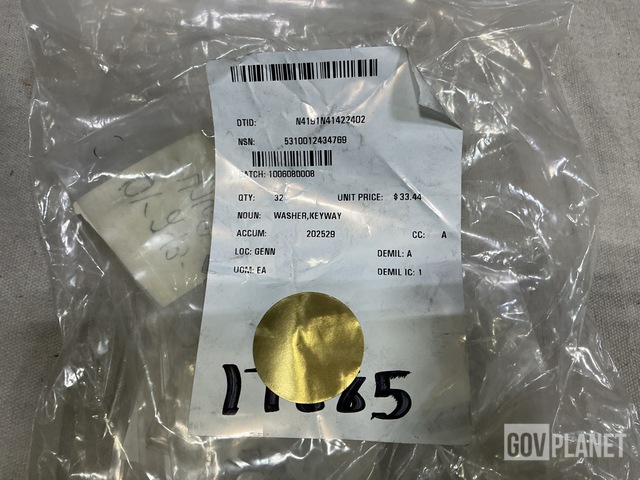 DTID: N4191N41422402
NSN: 5310012434769
BATCH: 1006080008
QTY: 32 UNIT PRICE: $ 33.44
NOUN: WASHER,KEYWAY
ACCUM: 202529 CC: A
LOC: GENN DEMIL: A
UOM: EA DEMIL IC: 1
GOVPLANET